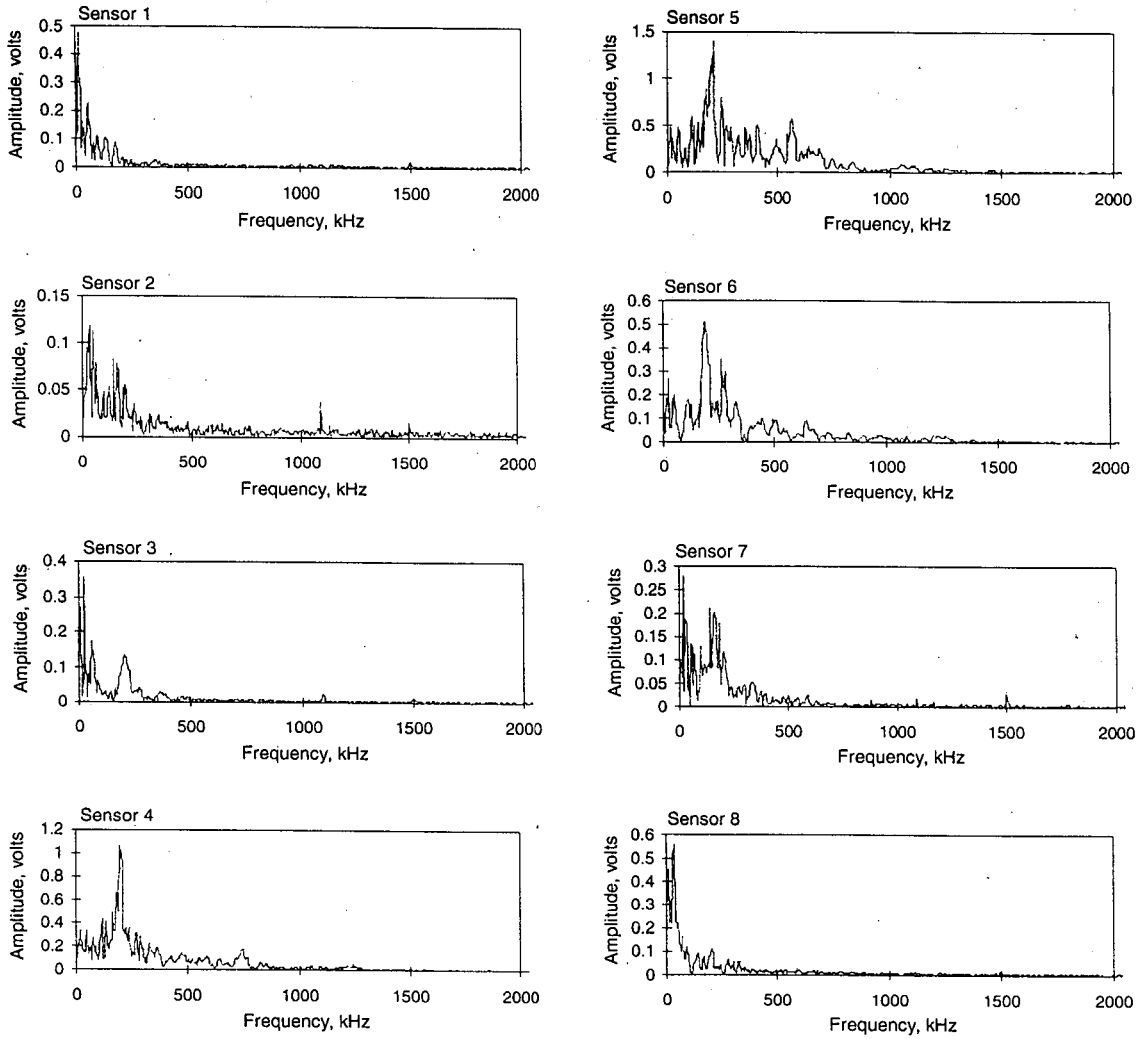 Sensor 1
0.5
0.4
0.3
0.2
0.1
0
Amplitude, volts
0 500 1000 1500 2000
Frequency, kHz
Sensor 2
0.15
0.1
0.05
0
Amplitude, volts
0 500 1000 1500 2000
Frequency, kHz
Sensor 3
0.4
0.3
0.2
0.1
0
Amplitude, volts
0 500 1000 1500 2000
Frequency, kHz
Sensor 4
1.2
1
0.8
0.6
0.4
0.2
0
Amplitude, volts
0 500 1000 1500 2000
Frequency, kHz
Sensor 5
1.5
1
0.5
0
Amplitude, volts
0 500 1000 1500 2000
Frequency, kHz
Sensor 6
0.6
0.5
0.4
0.3
0.2
0.1
0
Amplitude, volts
0 500 1000 1500 2000
Frequency, kHz
Sensor 7
0.3
0.25
0.2
0.15
0.1
0.05
0
Amplitude, volts
0 500 1000 1500 2000
Frequency, kHz
Sensor 8
0.6
0.5
0.4
0.3
0.2
0.1
0
Amplitude, volts
0 500 1000 1500 2000
Frequency, kHz